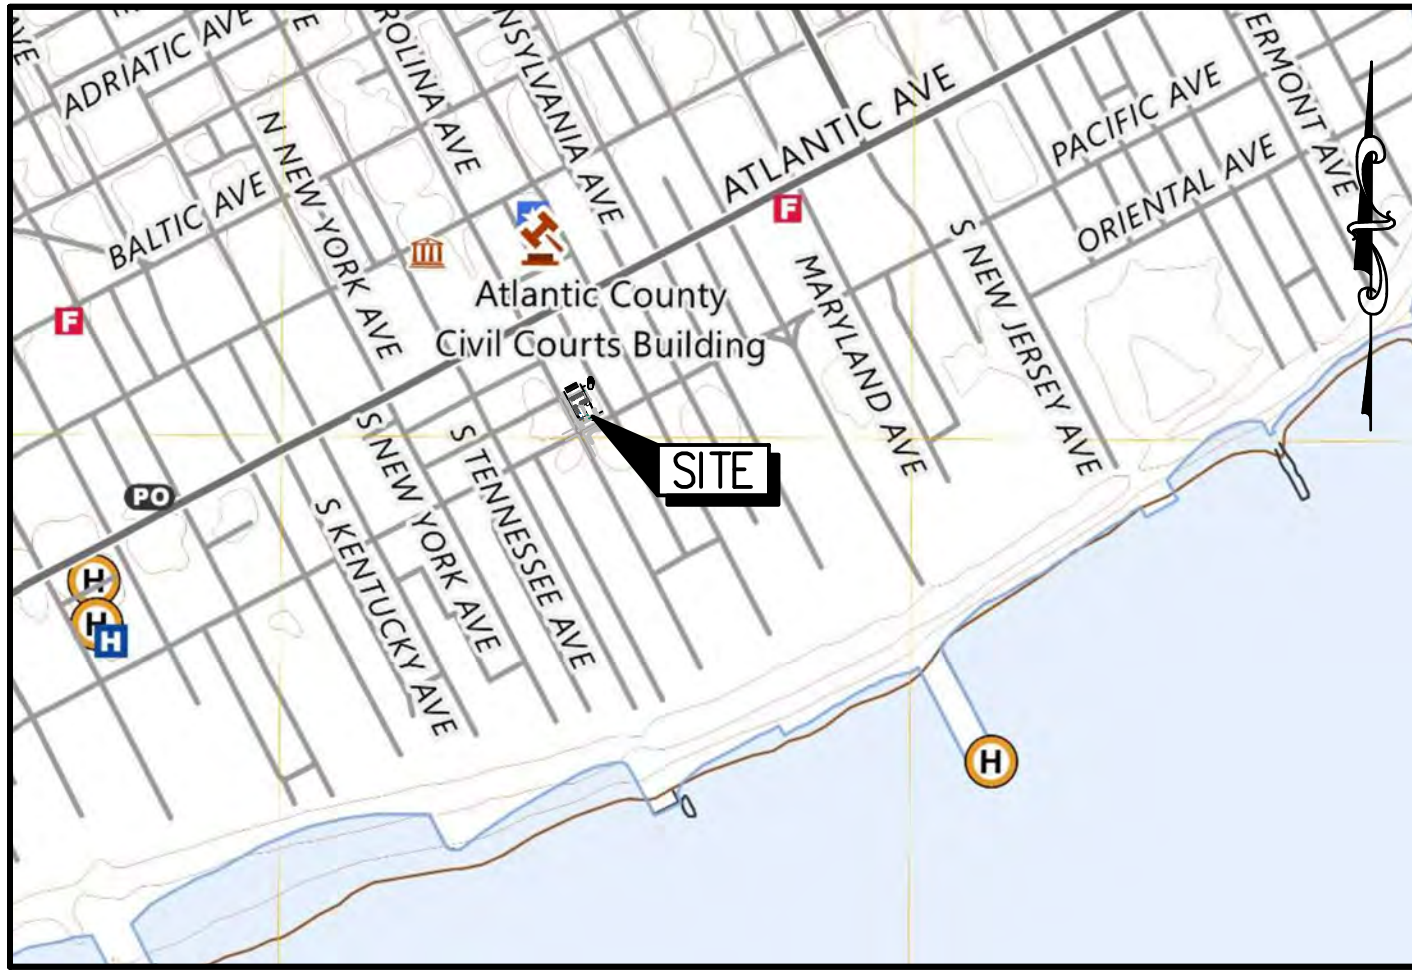 AVE
ADRIATIC AVE
ROLINA AVE
NSYLVANIA AVE
ERMONT AVE
ATLANTIC AVE
PACIFIC AVE
ORIENTAL AVE
N NEW YORK AVE
BALTIC AVE
F
F
Atlantic County
Civil Courts Building
MARYLAND AVE
S NEW JERSEY AVE
SITE
PO
S NEW YORK AVE
S TENNESSEE AVE
S KENTUCKY AVE
H
H
H
H